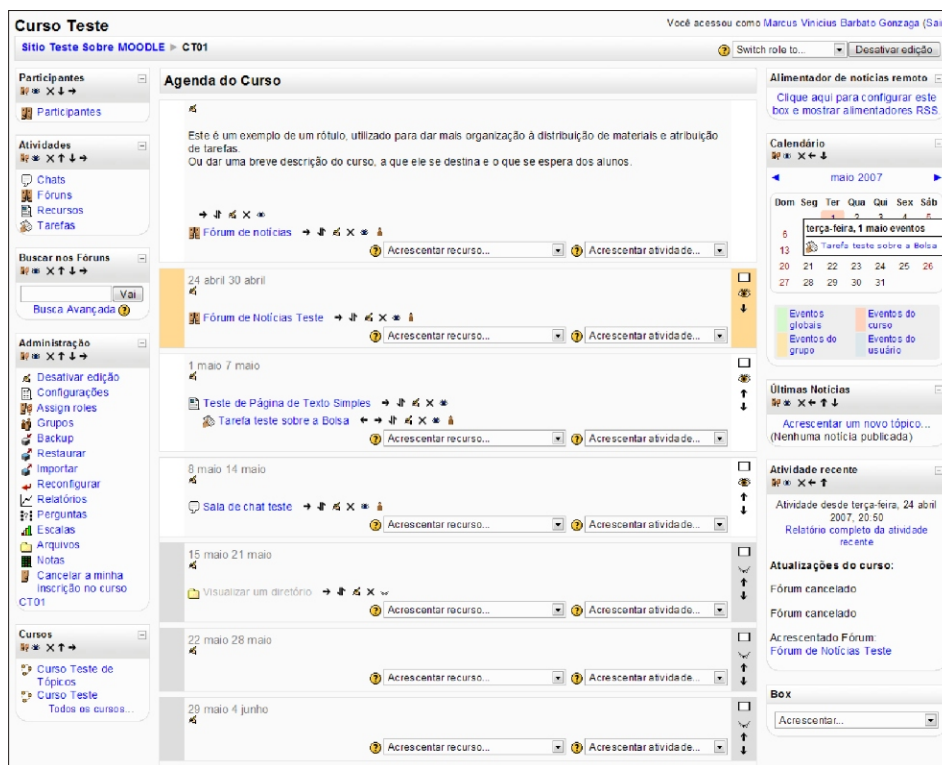 Curso Teste
Você acessou como Marcus Vinicius Barbato Gonzaga (Sair
Sitio Teste Sobre MOODLE ► CT01
Switch role to...
Desativar edição
Participantes
Participantes
Atividades
Chats
Fóruns
Recursos
Tarefas
Buscar nos Fóruns
Vai
Busca Avançada
Administração
Desativar edição
Configurações
Assign roles
Grupos
Backup
Restaurar
Importar
Reconfigurar
Relatórios
Perguntas
Escalas
Arquivos
Notas
Cancelar a minha
inscrição no curso
CT01
Cursos
Curso Teste de
Tópicos
Curso Teste
Todos os cursos...
Agenda do Curso
Este é um exemplo de um rótulo, utilizado para dar mais organização à distribuição de materiais e atribuição
de tarefas.
Ou dar uma breve descrição do curso, a que ele se destina e o que se espera dos alunos.
Fórum de notícias
Acrescentar recurso... Acrescentar atividade...
24 abril 30 abril
Fórum de Notícias Teste
Acrescentar recurso... Acrescentar atividade...
1 maio 7 maio
Teste de Página de Texto Simples
Tarefa teste sobre a Bolsa
Acrescentar recurso... Acrescentar atividade...
8 maio 14 maio
Sala de chat teste
Acrescentar recurso... Acrescentar atividade...
15 maio 21 maio
Visualizar um diretório
Acrescentar recurso... Acrescentar atividade...
22 maio 28 maio
Acrescentar recurso... Acrescentar atividade...
29 maio 4 junho
Acrescentar recurso... Acrescentar atividade...
Alimentador de notícias remoto
Clique aqui para configurar este
box e mostrar alimentadores RSS.
Calendário
maio 2007
Dom Seg Ter Qua Qui Sex Sáb
1 2 3 4 5
terça-feira, 1 maio eventos
6
Tarefa teste sobre a Bolsa
13
20 21 22 23 24 25 26
27 28 29 30 31
Eventos globais
Eventos do curso
Eventos do grupo
Eventos do usuário
Últimas Notícias
Acrescentar um novo tópico...
(Nenhuma notícia publicada)
Atividade recente
Atividade desde terça-feira, 24 abril
2007, 20:50
Relatório completo da atividade
recente
Atualizações do curso:
Fórum cancelado
Fórum cancelado
Acrescentado Fórum:
Fórum de Notícias Teste
Box
Acrescentar...